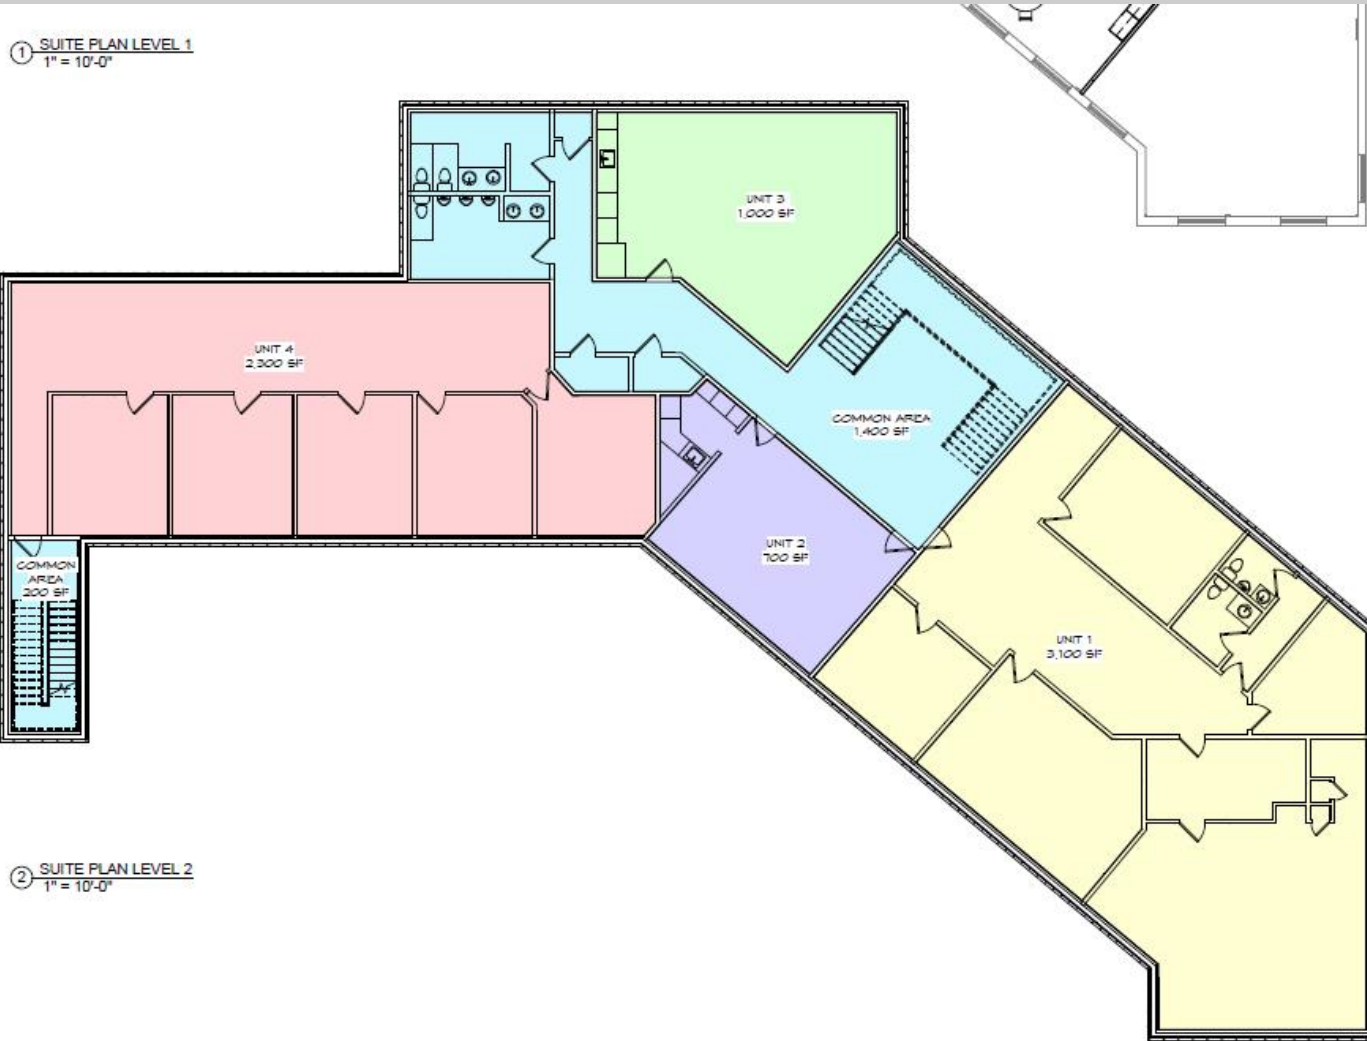 1 SUITE PLAN LEVEL 1
1" = 10'-0"
UNIT 3
1,000 SF
UNIT 4
2,300 SF
COMMON AREA
1,400 SF
UNIT 2
700 SF
COMMON
AREA
200 SF
UNIT 1
3,100 SF
2 SUITE PLAN LEVEL 2
1" = 10'-0"